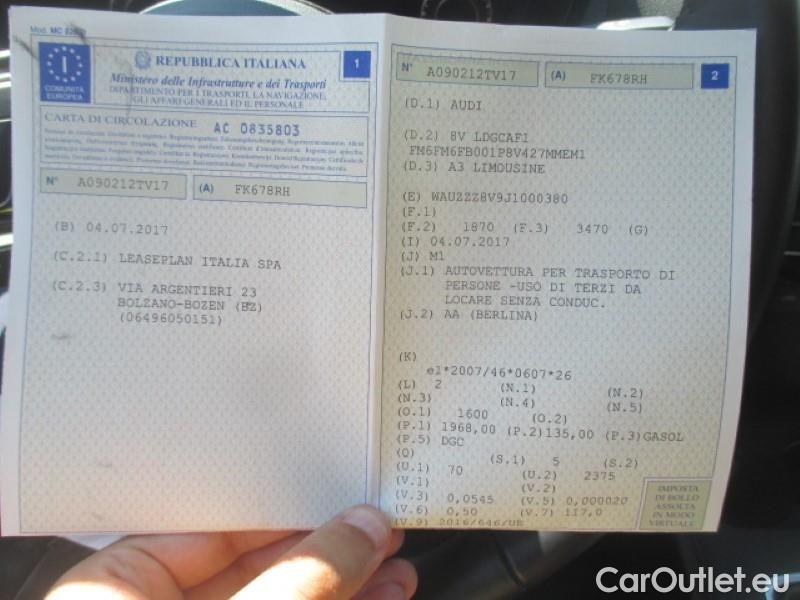 Mod. MC 820
I
COMUNITÀ
EUROPEA
REPUBBLICA ITALIANA
1
Ministero delle Infrastrutture e dei Trasporti
DIPARTIMENTO PER I TRASPORTI, LA NAVIGAZIONE,
GLI AFFARI GENERALI ED IL PERSONALE
CARTA DI CIRCOLAZIONE AC 0835803
N° A090212TV17 (A) FK678RH
(B) 04.07.2017
(C.2.1) LEASEPLAN ITALIA SPA
(C.2.3) VIA ARGENTIERI 23
BOLZANO-BOZEN (BZ)
(06496050151)
N° A090212TV17 (A) FK678RH 2
(D.1) AUDI
(D.2) 8V LDGCAF1
FM6FM6FB001P8V427MMEM1
(D.3) A3 LIMOUSINE
(E) WAUZZZ8V9J1000380
(F.1)
(F.2) 1870 (F.3) 3470 (G)
(I) 04.07.2017
(J) M1
(J.1) AUTOVETTURA PER TRASPORTO DI
PERSONE -USO DI TERZI DA
LOCARE SENZA CONDUC.
(J.2) AA (BERLINA)
(K)
e1*2007/46*0607*26
(L) 2 (N.1) (N.2)
(N.3) (N.4) (N.5)
(O.1) 1600 (O.2)
(P.1) 1968,00 (P.2)135,00 (P.3)GASOL
(P.5) DGC
(Q) (S.1) 5 (S.2)
(U.1) 70 (U.2) 2375
(V.1) (V.2)
(V.3) 0,0545 (V.5) 0,000020
(V.6) 0,50 (V.7) 117,0
(V.9) 2016/646/UE
IMPOSTA
DI BOLLO
ASSOLTA
IN MODO
VIRTUALE
CarOutlet.eu